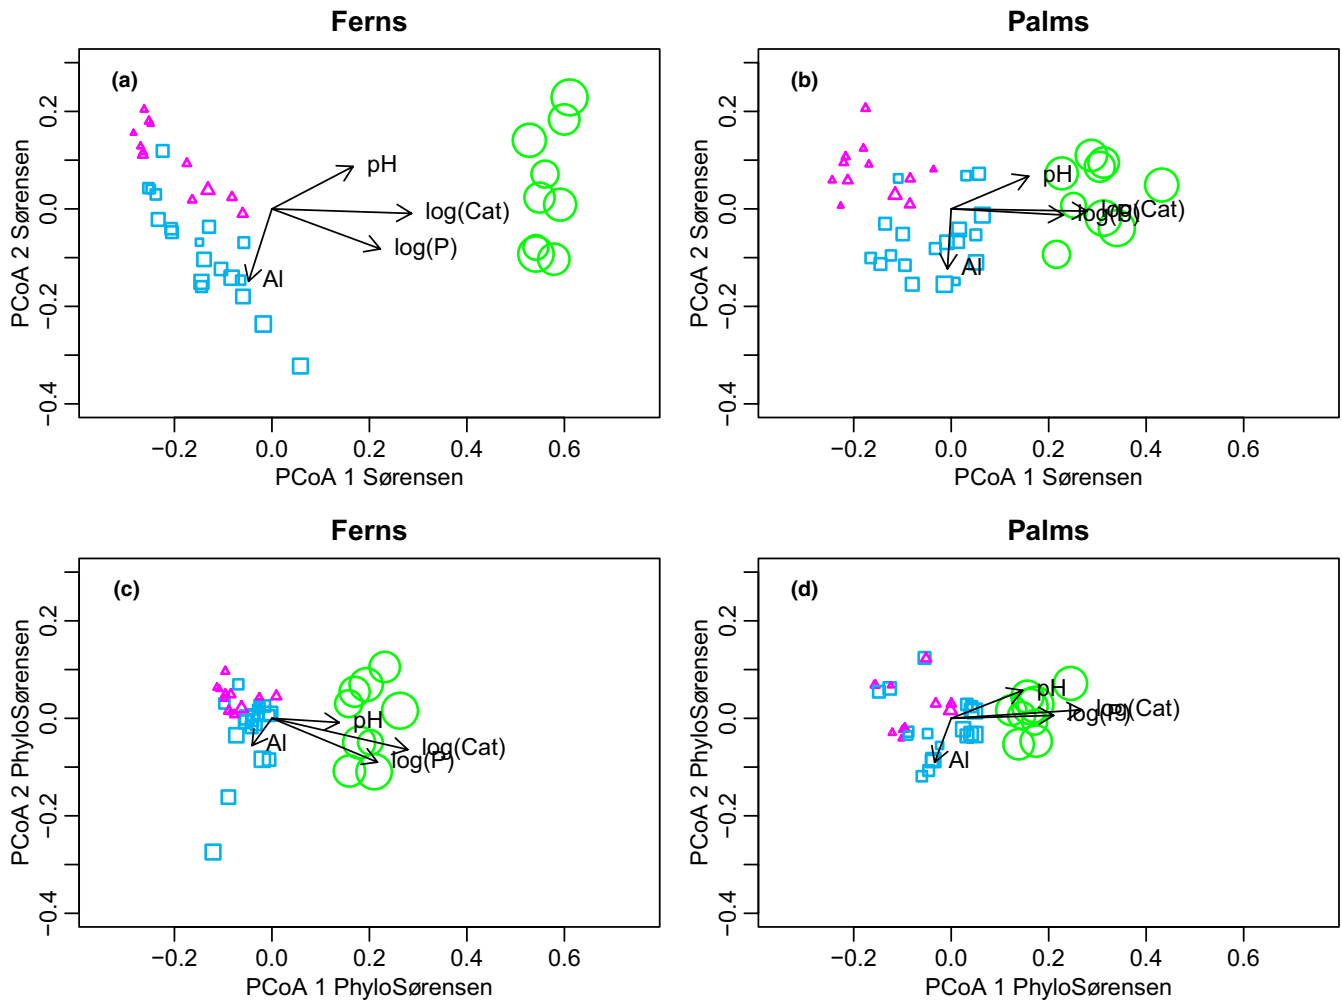 Ferns
(a)
pH
log(Cat)
log(P)
Al
0.2
0.0
−0.2
−0.4
PCoA 2 Sørensen
−0.2 0.0 0.2 0.4 0.6
PCoA 1 Sørensen
Palms
(b)
pH
log(Cat)
log(P)
Al
0.2
0.0
−0.2
−0.4
PCoA 2 Sørensen
−0.2 0.0 0.2 0.4 0.6
PCoA 1 Sørensen
Ferns
(c)
pH
log(Cat)
log(P)
Al
0.2
0.0
−0.2
−0.4
PCoA 2 PhyloSørensen
−0.2 0.0 0.2 0.4 0.6
PCoA 1 PhyloSørensen
Palms
(d)
pH
log(Cat)
log(P)
Al
0.2
0.0
−0.2
−0.4
PCoA 2 PhyloSørensen
−0.2 0.0 0.2 0.4 0.6
PCoA 1 PhyloSørensen